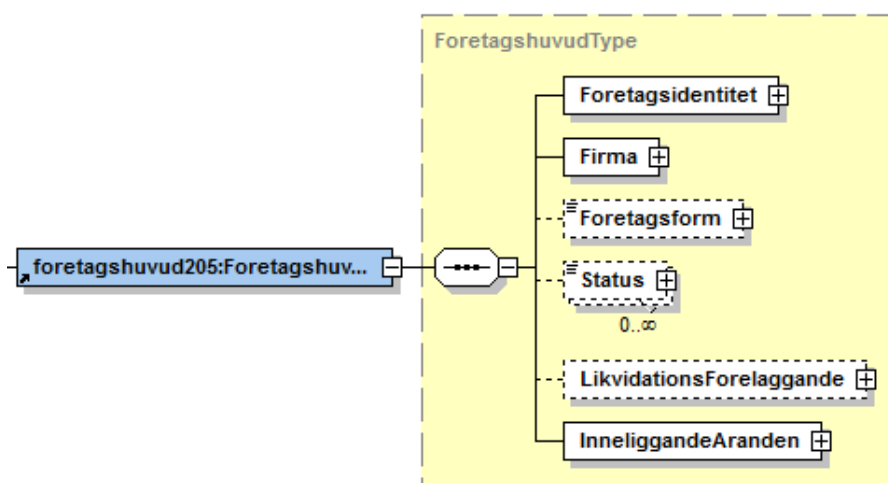 ForetagshuvudType
Foretagsidentitet
Firma
Foretagsform
foretagshuvud205:Foretagshuv...
Status
0..∞
LikvidationsForelaggande
InneliggandeAranden